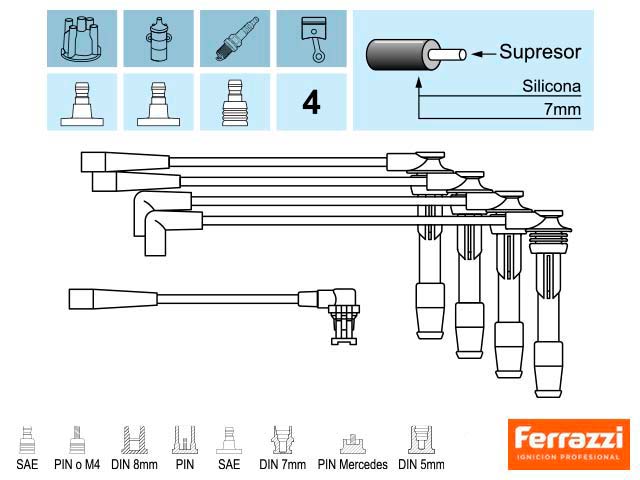 Supresor
Silicona
7mm
4
SAE PIN o M4 DIN 8mm PIN SAE DIN 7mm PIN Mercedes DIN 5mm
Ferrazzi
IGNICION PROFESIONAL